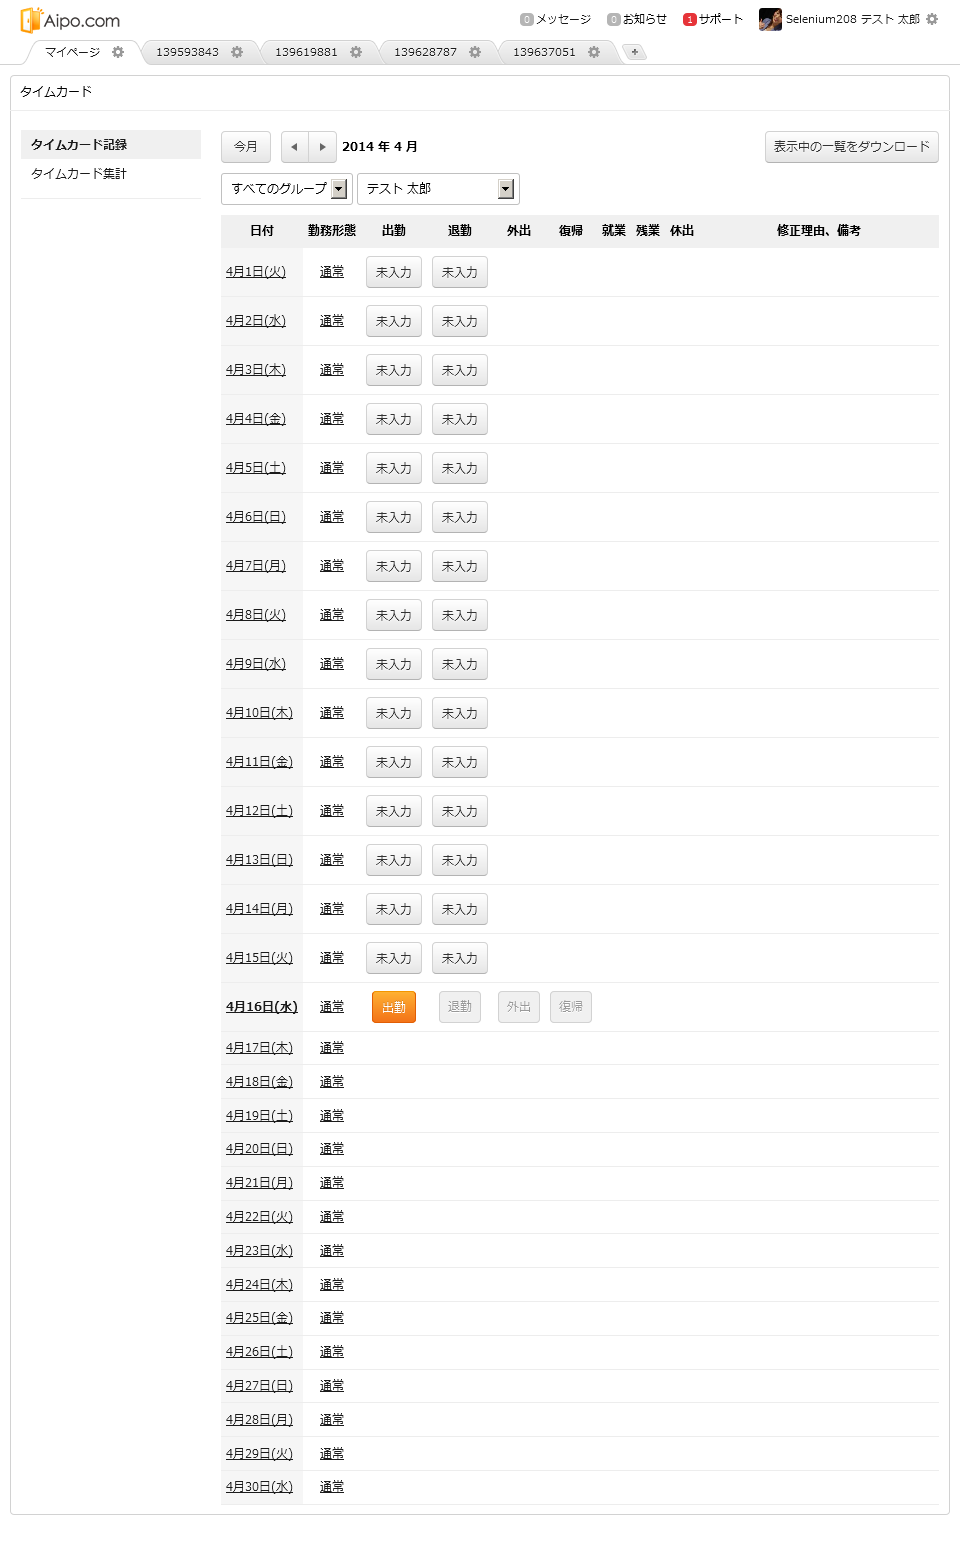 Aipo.com
0 メッセージ 0 お知らせ 1 サポート Selenium208 テスト 太郎
マイページ 139593843 139619881 139628787 139637051 +
タイムカード
タイムカード記録
タイムカード集計
今月 2014 年 4 月 表示中の一覧をダウンロード
すべてのグループ テスト 太郎
日付 勤務形態 出勤 退勤 外出 復帰 就業 残業 休出 修正理由、備考
4月1日(火) 通常 未入力 未入力
4月2日(水) 通常 未入力 未入力
4月3日(木) 通常 未入力 未入力
4月4日(金) 通常 未入力 未入力
4月5日(土) 通常 未入力 未入力
4月6日(日) 通常 未入力 未入力
4月7日(月) 通常 未入力 未入力
4月8日(火) 通常 未入力 未入力
4月9日(水) 通常 未入力 未入力
4月10日(木) 通常 未入力 未入力
4月11日(金) 通常 未入力 未入力
4月12日(土) 通常 未入力 未入力
4月13日(日) 通常 未入力 未入力
4月14日(月) 通常 未入力 未入力
4月15日(火) 通常 未入力 未入力
4月16日(水) 通常 出勤 退勤 外出 復帰
4月17日(木) 通常
4月18日(金) 通常
4月19日(土) 通常
4月20日(日) 通常
4月21日(月) 通常
4月22日(火) 通常
4月23日(水) 通常
4月24日(木) 通常
4月25日(金) 通常
4月26日(土) 通常
4月27日(日) 通常
4月28日(月) 通常
4月29日(火) 通常
4月30日(水) 通常